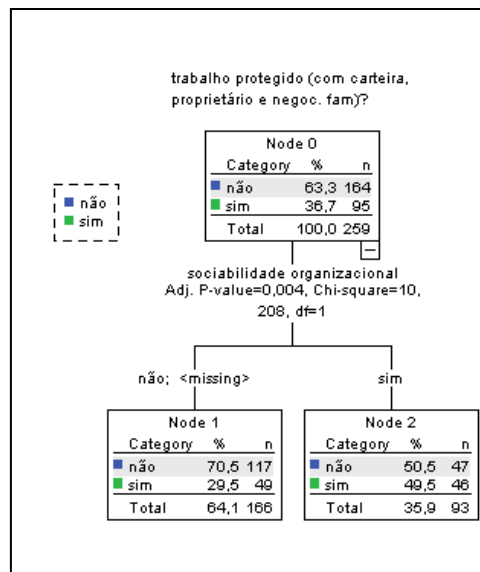 trabalho protegido (com carteira,
proprietário e negoc. fam)?
Node 0
Category % n
não 63,3 164
sim 36,7 95
Total 100,0 259
não
sim
sociabilidade organizacional
Adj. P-value=0,004, Chi-square=10,
208, df=1
não; <missing>
sim
Node 1
Category % n
não 70,5 117
sim 29,5 49
Total 64,1 166
Node 2
Category % n
não 50,5 47
sim 49,5 46
Total 35,9 93